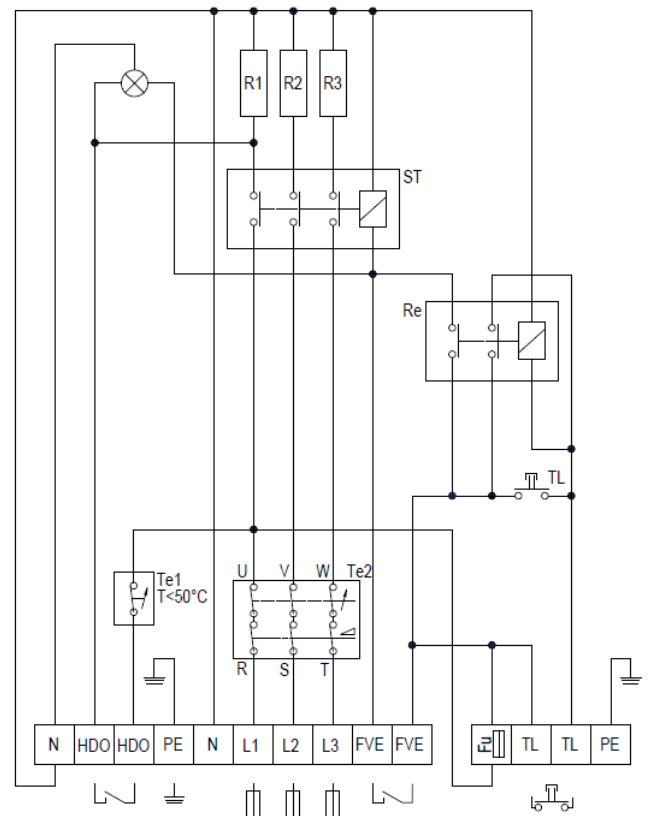 R1 R2 R3
ST
Re
TL
Te1
T<50°C
U V W Te2
R S T
N HDO HDO PE N L1 L2 L3 FVE FVE Fu TL TL PE